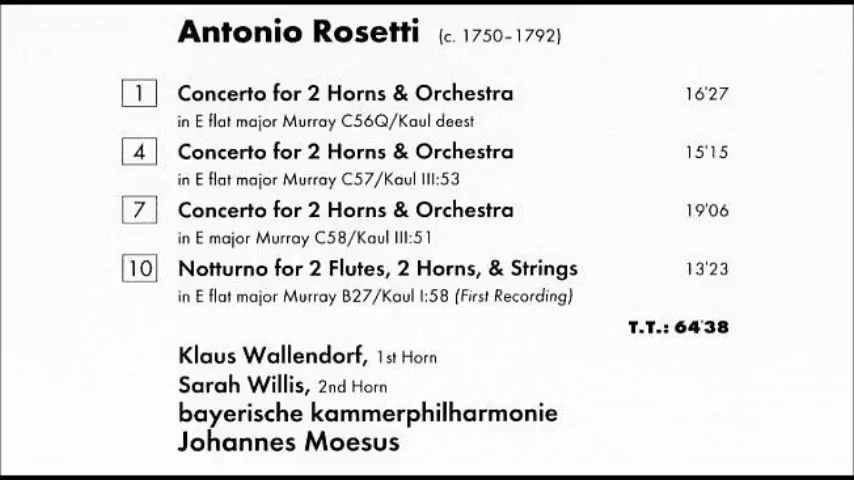 Antonio Rosetti (c. 1750–1792)
1 Concerto for 2 Horns & Orchestra 16'27
in E flat major Murray C56Q/Kaul deest
4 Concerto for 2 Horns & Orchestra 15'15
in E flat major Murray C57/Kaul III:53
7 Concerto for 2 Horns & Orchestra 19'06
in E major Murray C58/Kaul III:51
10 Notturno for 2 Flutes, 2 Horns, & Strings 13'23
in E flat major Murray B27/Kaul I:58 (First Recording)
T.T.: 64'38
Klaus Wallendorf, 1st Horn
Sarah Willis, 2nd Horn
bayerische kammerphilharmonie
Johannes Moesus